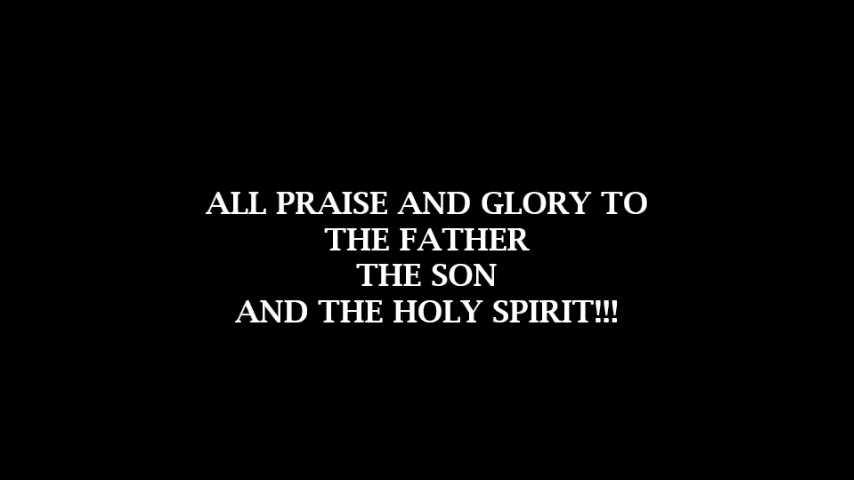 ALL PRAISE AND GLORY TO
THE FATHER
THE SON
AND THE HOLY SPIRIT!!!